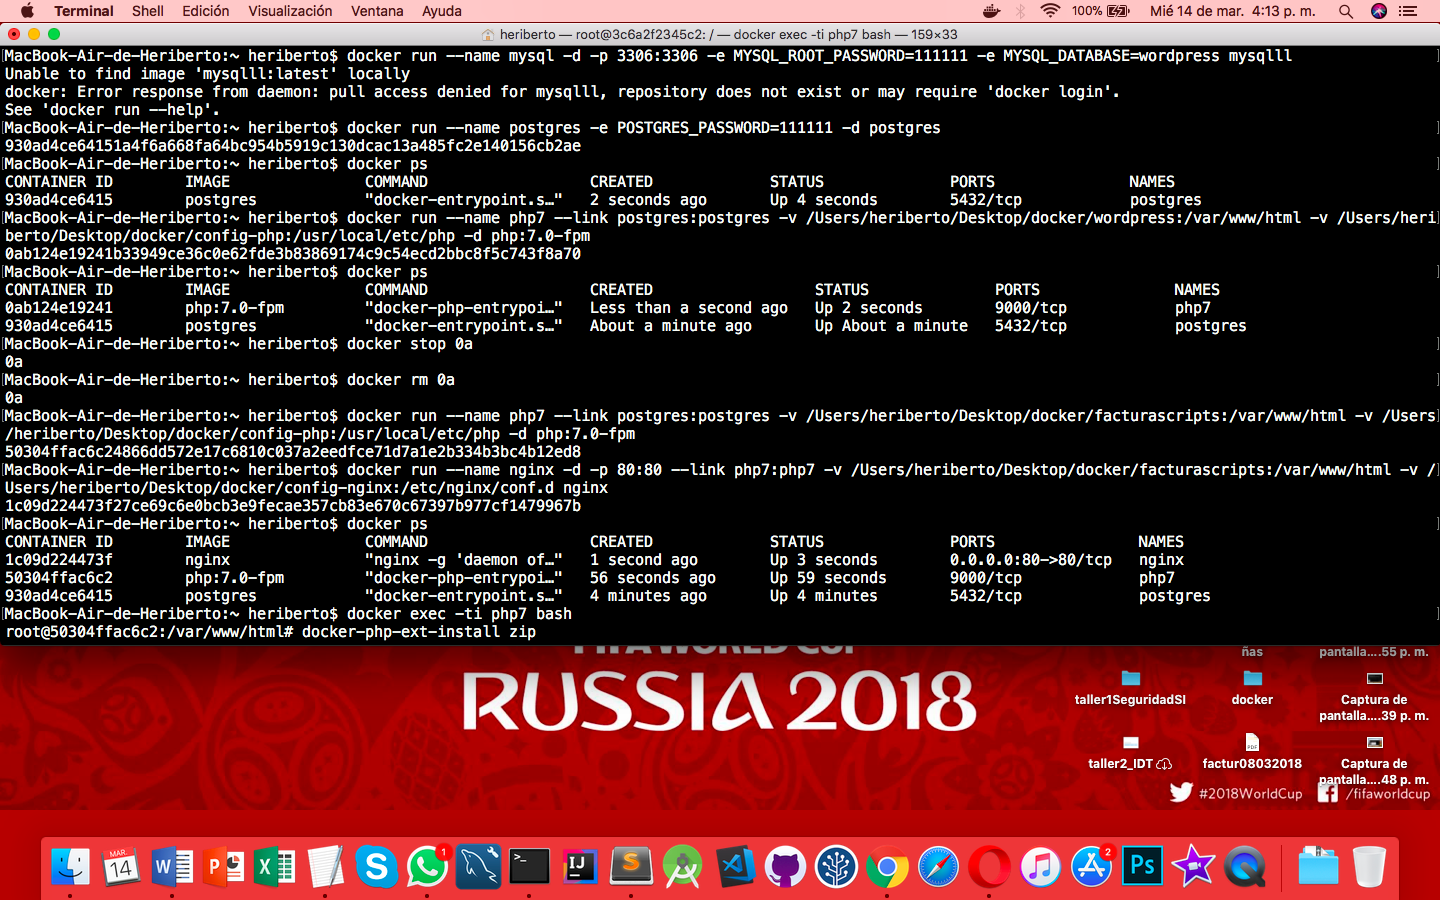 Terminal Shell Edición Visualización Ventana Ayuda 100% Mié 14 de mar. 4:13 p. m.
heriberto — root@3c6a2f2345c2: / — docker exec -ti php7 bash — 159×33
[MacBook-Air-de-Heriberto:~ heriberto$ docker run --name mysql -d -p 3306:3306 -e MYSQL_ROOT_PASSWORD=111111 -e MYSQL_DATABASE=wordpress mysqlll ]
Unable to find image 'mysqlll:latest' locally
docker: Error response from daemon: pull access denied for mysqlll, repository does not exist or may require 'docker login'.
See 'docker run --help'.
[MacBook-Air-de-Heriberto:~ heriberto$ docker run --name postgres -e POSTGRES_PASSWORD=111111 -d postgres ]
930ad4ce64151a4f6a668fa64bc954b5919c130dcac13a485fc2e140156cb2ae
[MacBook-Air-de-Heriberto:~ heriberto$ docker ps ]
CONTAINER ID IMAGE COMMAND CREATED STATUS PORTS NAMES
930ad4ce6415 postgres "docker-entrypoint.s…" 2 seconds ago Up 4 seconds 5432/tcp postgres
[MacBook-Air-de-Heriberto:~ heriberto$ docker run --name php7 --link postgres:postgres -v /Users/heriberto/Desktop/docker/wordpress:/var/www/html -v /Users/heri]
berto/Desktop/docker/config-php:/usr/local/etc/php -d php:7.0-fpm
0ab124e19241b33949ce36c0e62fde3b83869174c9c54ecd2bbc8f5c743f8a70
[MacBook-Air-de-Heriberto:~ heriberto$ docker ps ]
CONTAINER ID IMAGE COMMAND CREATED STATUS PORTS NAMES
0ab124e19241 php:7.0-fpm "docker-php-entrypoi…" Less than a second ago Up 2 seconds 9000/tcp php7
930ad4ce6415 postgres "docker-entrypoint.s…" About a minute ago Up About a minute 5432/tcp postgres
[MacBook-Air-de-Heriberto:~ heriberto$ docker stop 0a ]
0a
[MacBook-Air-de-Heriberto:~ heriberto$ docker rm 0a ]
0a
[MacBook-Air-de-Heriberto:~ heriberto$ docker run --name php7 --link postgres:postgres -v /Users/heriberto/Desktop/docker/facturascripts:/var/www/html -v /Users]
/heriberto/Desktop/docker/config-php:/usr/local/etc/php -d php:7.0-fpm
50304ffac6c24866dd572e17c6810c037a2eedfce71d7a1e2b334b3bc4b12ed8
[MacBook-Air-de-Heriberto:~ heriberto$ docker run --name nginx -d -p 80:80 --link php7:php7 -v /Users/heriberto/Desktop/docker/facturascripts:/var/www/html -v /]
Users/heriberto/Desktop/docker/config-nginx:/etc/nginx/conf.d nginx
1c09d224473f27ce69c6e0bcb3e9fecae357cb83e670c67397b977cf1479967b
[MacBook-Air-de-Heriberto:~ heriberto$ docker ps ]
CONTAINER ID IMAGE COMMAND CREATED STATUS PORTS NAMES
1c09d224473f nginx "nginx -g 'daemon of…" 1 second ago Up 3 seconds 0.0.0.0:80->80/tcp nginx
50304ffac6c2 php:7.0-fpm "docker-php-entrypoi…" 56 seconds ago Up 59 seconds 9000/tcp php7
930ad4ce6415 postgres "docker-entrypoint.s…" 4 minutes ago Up 4 minutes 5432/tcp postgres
[MacBook-Air-de-Heriberto:~ heriberto$ docker exec -ti php7 bash ]
root@50304ffac6c2:/var/www/html# docker-php-ext-install zip
FIFA WORLD CUP
RUSSIA 2018
ñas
pantalla....55 p. m.
taller1SeguridadSI
docker
Captura de
pantalla....39 p. m.
taller2_IDT
PDF
factur08032018
Captura de
pantalla....48 p. m.
#2018WorldCup
/fifaworldcup
MAR.
14
W
P
X
S
1
>_
IJ
S
2
Ps